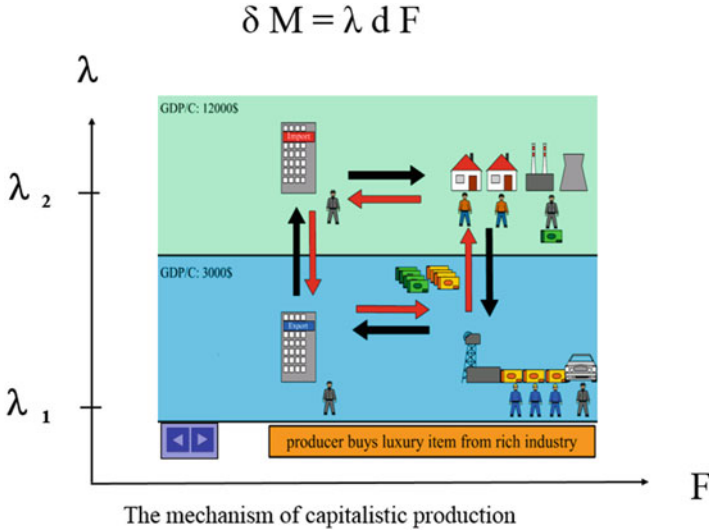 δ M = λ d F
λ
GDP/C: 12000$
Import
λ 2
GDP/C: 3000$
Export
λ 1
producer buys luxury item from rich industry
F
The mechanism of capitalistic production